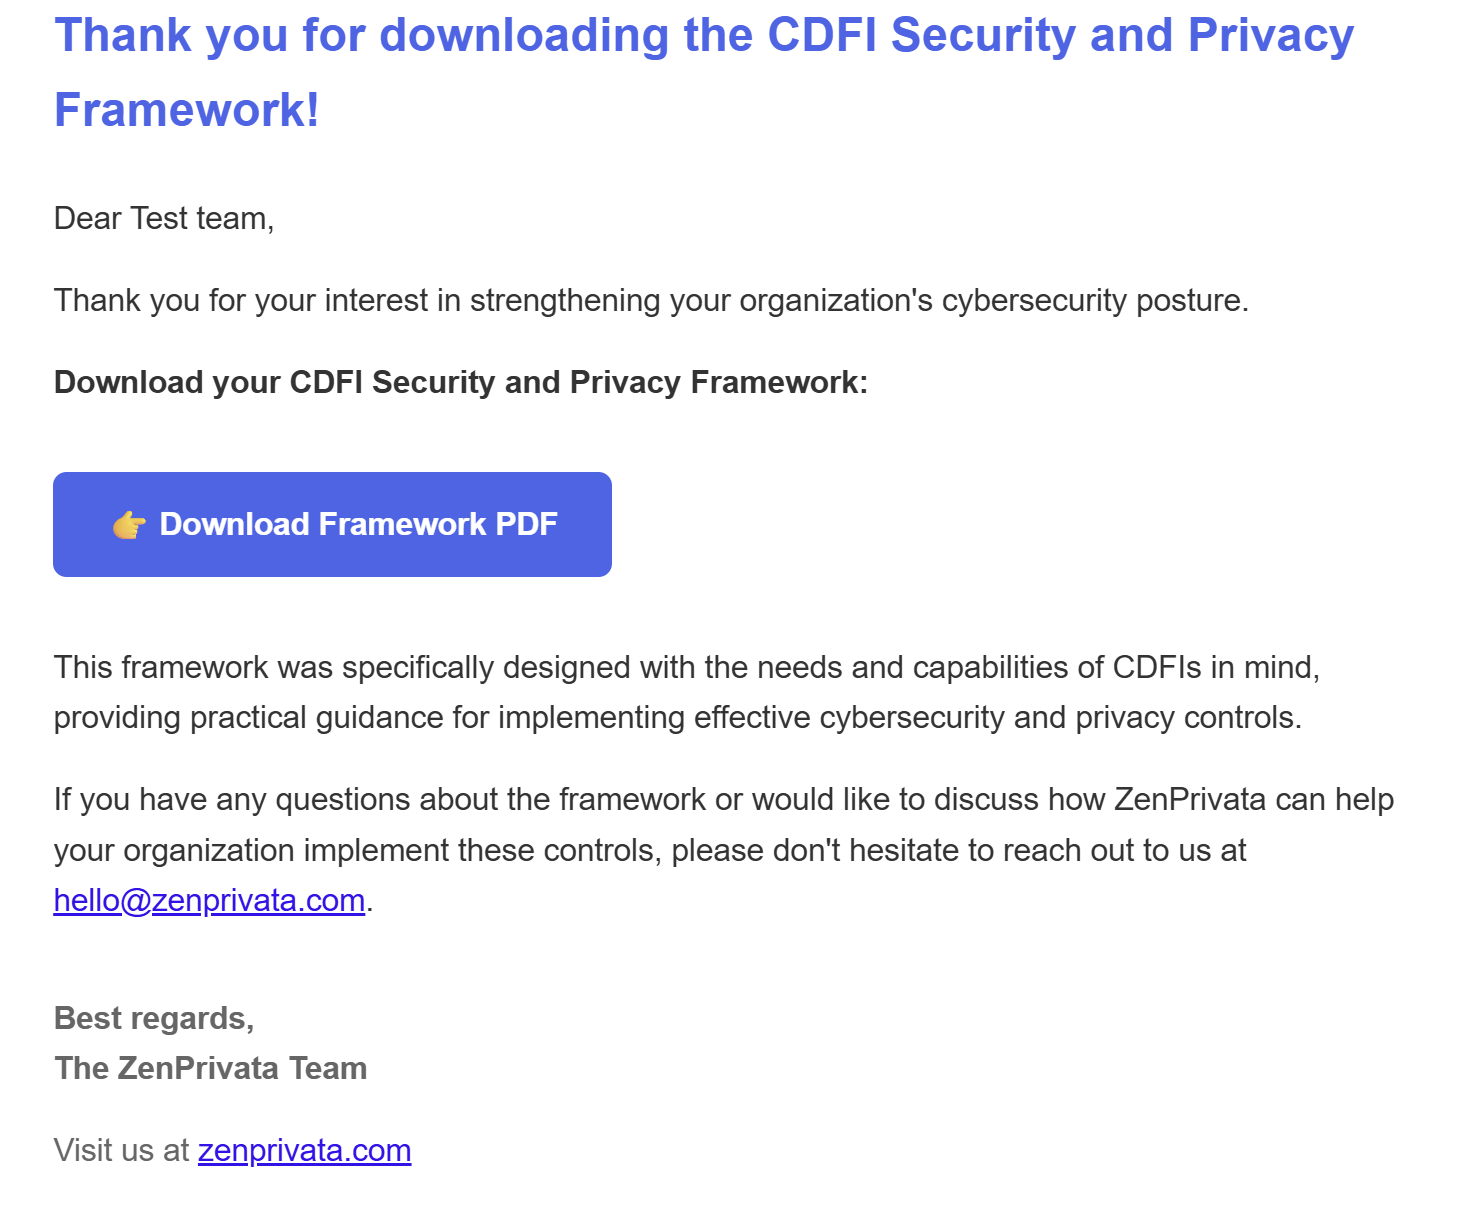 Thank you for downloading the CDFI Security and Privacy
Framework!
Dear Test team,
Thank you for your interest in strengthening your organization's cybersecurity posture.
Download your CDFI Security and Privacy Framework:
👉 Download Framework PDF
This framework was specifically designed with the needs and capabilities of CDFIs in mind,
providing practical guidance for implementing effective cybersecurity and privacy controls.
If you have any questions about the framework or would like to discuss how ZenPrivata can help
your organization implement these controls, please don't hesitate to reach out to us at
hello@zenprivata.com.
Best regards,
The ZenPrivata Team
Visit us at zenprivata.com